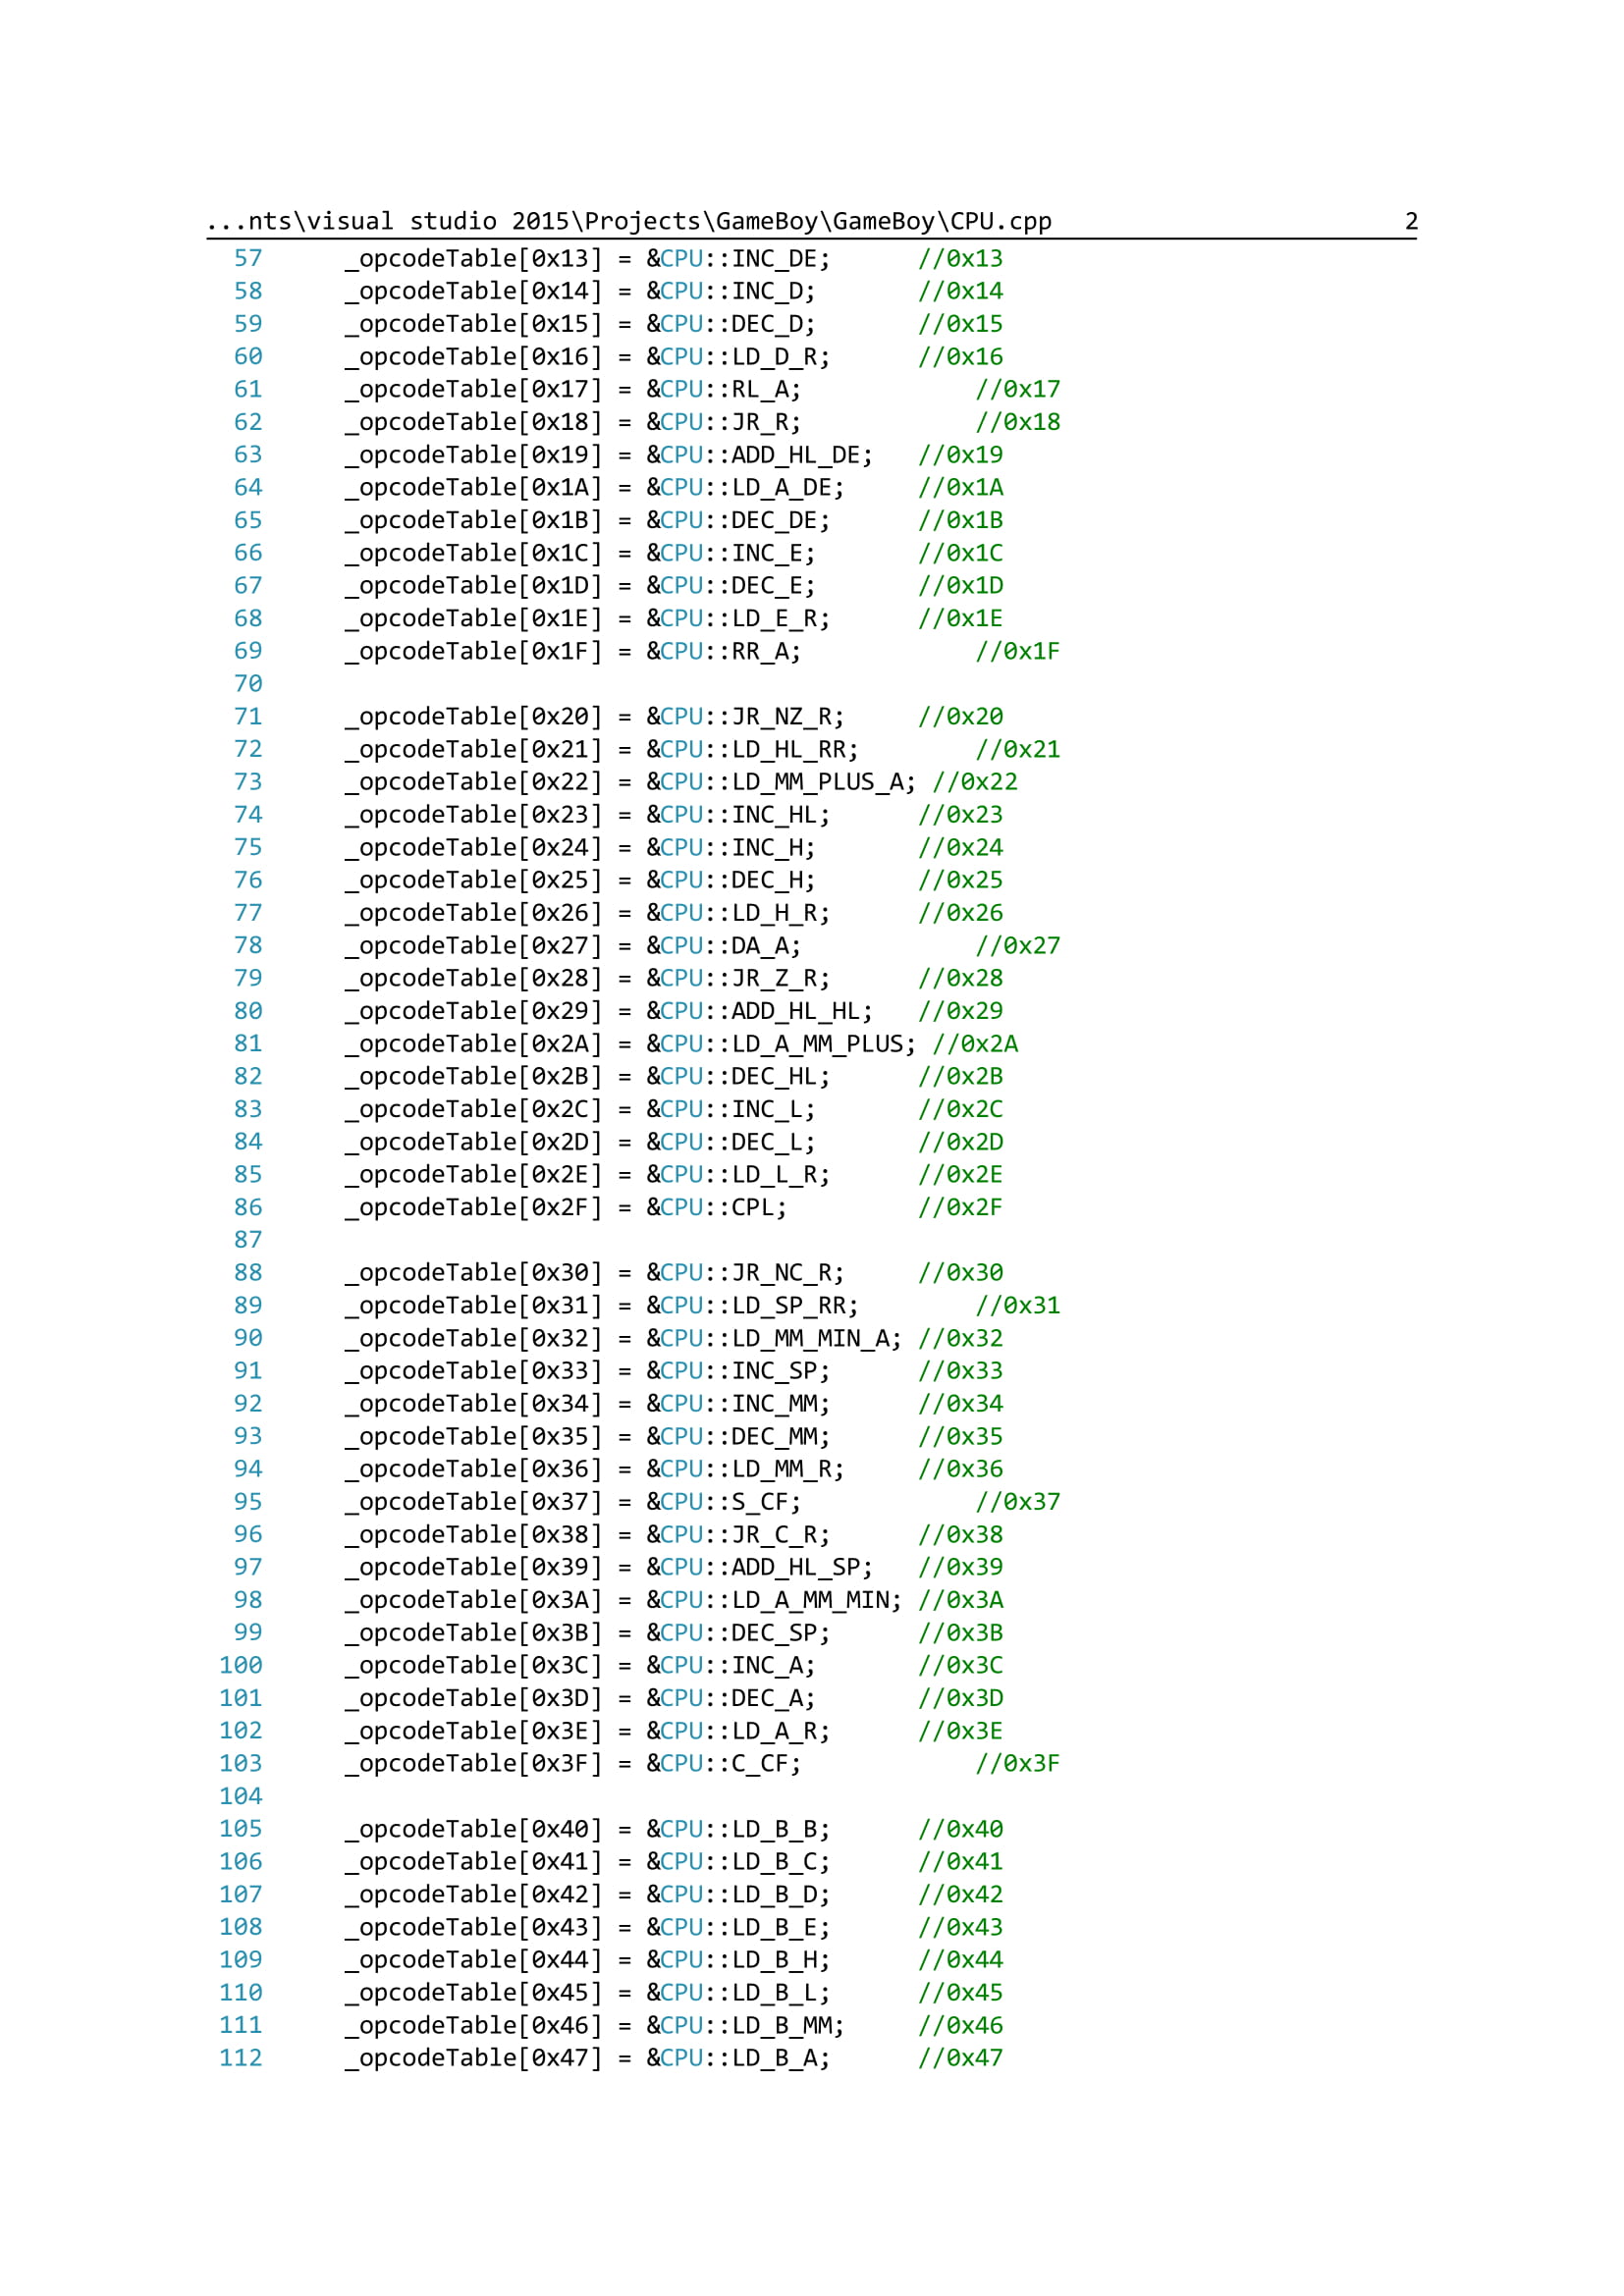 ...nts\visual studio 2015\Projects\GameBoy\GameBoy\CPU.cpp 2
57 _opcodeTable[0x13] = &CPU::INC_DE; //0x13
58 _opcodeTable[0x14] = &CPU::INC_D; //0x14
59 _opcodeTable[0x15] = &CPU::DEC_D; //0x15
60 _opcodeTable[0x16] = &CPU::LD_D_R; //0x16
61 _opcodeTable[0x17] = &CPU::RL_A; //0x17
62 _opcodeTable[0x18] = &CPU::JR_R; //0x18
63 _opcodeTable[0x19] = &CPU::ADD_HL_DE; //0x19
64 _opcodeTable[0x1A] = &CPU::LD_A_DE; //0x1A
65 _opcodeTable[0x1B] = &CPU::DEC_DE; //0x1B
66 _opcodeTable[0x1C] = &CPU::INC_E; //0x1C
67 _opcodeTable[0x1D] = &CPU::DEC_E; //0x1D
68 _opcodeTable[0x1E] = &CPU::LD_E_R; //0x1E
69 _opcodeTable[0x1F] = &CPU::RR_A; //0x1F
70
71 _opcodeTable[0x20] = &CPU::JR_NZ_R; //0x20
72 _opcodeTable[0x21] = &CPU::LD_HL_RR; //0x21
73 _opcodeTable[0x22] = &CPU::LD_MM_PLUS_A; //0x22
74 _opcodeTable[0x23] = &CPU::INC_HL; //0x23
75 _opcodeTable[0x24] = &CPU::INC_H; //0x24
76 _opcodeTable[0x25] = &CPU::DEC_H; //0x25
77 _opcodeTable[0x26] = &CPU::LD_H_R; //0x26
78 _opcodeTable[0x27] = &CPU::DA_A; //0x27
79 _opcodeTable[0x28] = &CPU::JR_Z_R; //0x28
80 _opcodeTable[0x29] = &CPU::ADD_HL_HL; //0x29
81 _opcodeTable[0x2A] = &CPU::LD_A_MM_PLUS; //0x2A
82 _opcodeTable[0x2B] = &CPU::DEC_HL; //0x2B
83 _opcodeTable[0x2C] = &CPU::INC_L; //0x2C
84 _opcodeTable[0x2D] = &CPU::DEC_L; //0x2D
85 _opcodeTable[0x2E] = &CPU::LD_L_R; //0x2E
86 _opcodeTable[0x2F] = &CPU::CPL; //0x2F
87
88 _opcodeTable[0x30] = &CPU::JR_NC_R; //0x30
89 _opcodeTable[0x31] = &CPU::LD_SP_RR; //0x31
90 _opcodeTable[0x32] = &CPU::LD_MM_MIN_A; //0x32
91 _opcodeTable[0x33] = &CPU::INC_SP; //0x33
92 _opcodeTable[0x34] = &CPU::INC_MM; //0x34
93 _opcodeTable[0x35] = &CPU::DEC_MM; //0x35
94 _opcodeTable[0x36] = &CPU::LD_MM_R; //0x36
95 _opcodeTable[0x37] = &CPU::S_CF; //0x37
96 _opcodeTable[0x38] = &CPU::JR_C_R; //0x38
97 _opcodeTable[0x39] = &CPU::ADD_HL_SP; //0x39
98 _opcodeTable[0x3A] = &CPU::LD_A_MM_MIN; //0x3A
99 _opcodeTable[0x3B] = &CPU::DEC_SP; //0x3B
100 _opcodeTable[0x3C] = &CPU::INC_A; //0x3C
101 _opcodeTable[0x3D] = &CPU::DEC_A; //0x3D
102 _opcodeTable[0x3E] = &CPU::LD_A_R; //0x3E
103 _opcodeTable[0x3F] = &CPU::C_CF; //0x3F
104
105 _opcodeTable[0x40] = &CPU::LD_B_B; //0x40
106 _opcodeTable[0x41] = &CPU::LD_B_C; //0x41
107 _opcodeTable[0x42] = &CPU::LD_B_D; //0x42
108 _opcodeTable[0x43] = &CPU::LD_B_E; //0x43
109 _opcodeTable[0x44] = &CPU::LD_B_H; //0x44
110 _opcodeTable[0x45] = &CPU::LD_B_L; //0x45
111 _opcodeTable[0x46] = &CPU::LD_B_MM; //0x46
112 _opcodeTable[0x47] = &CPU::LD_B_A; //0x47